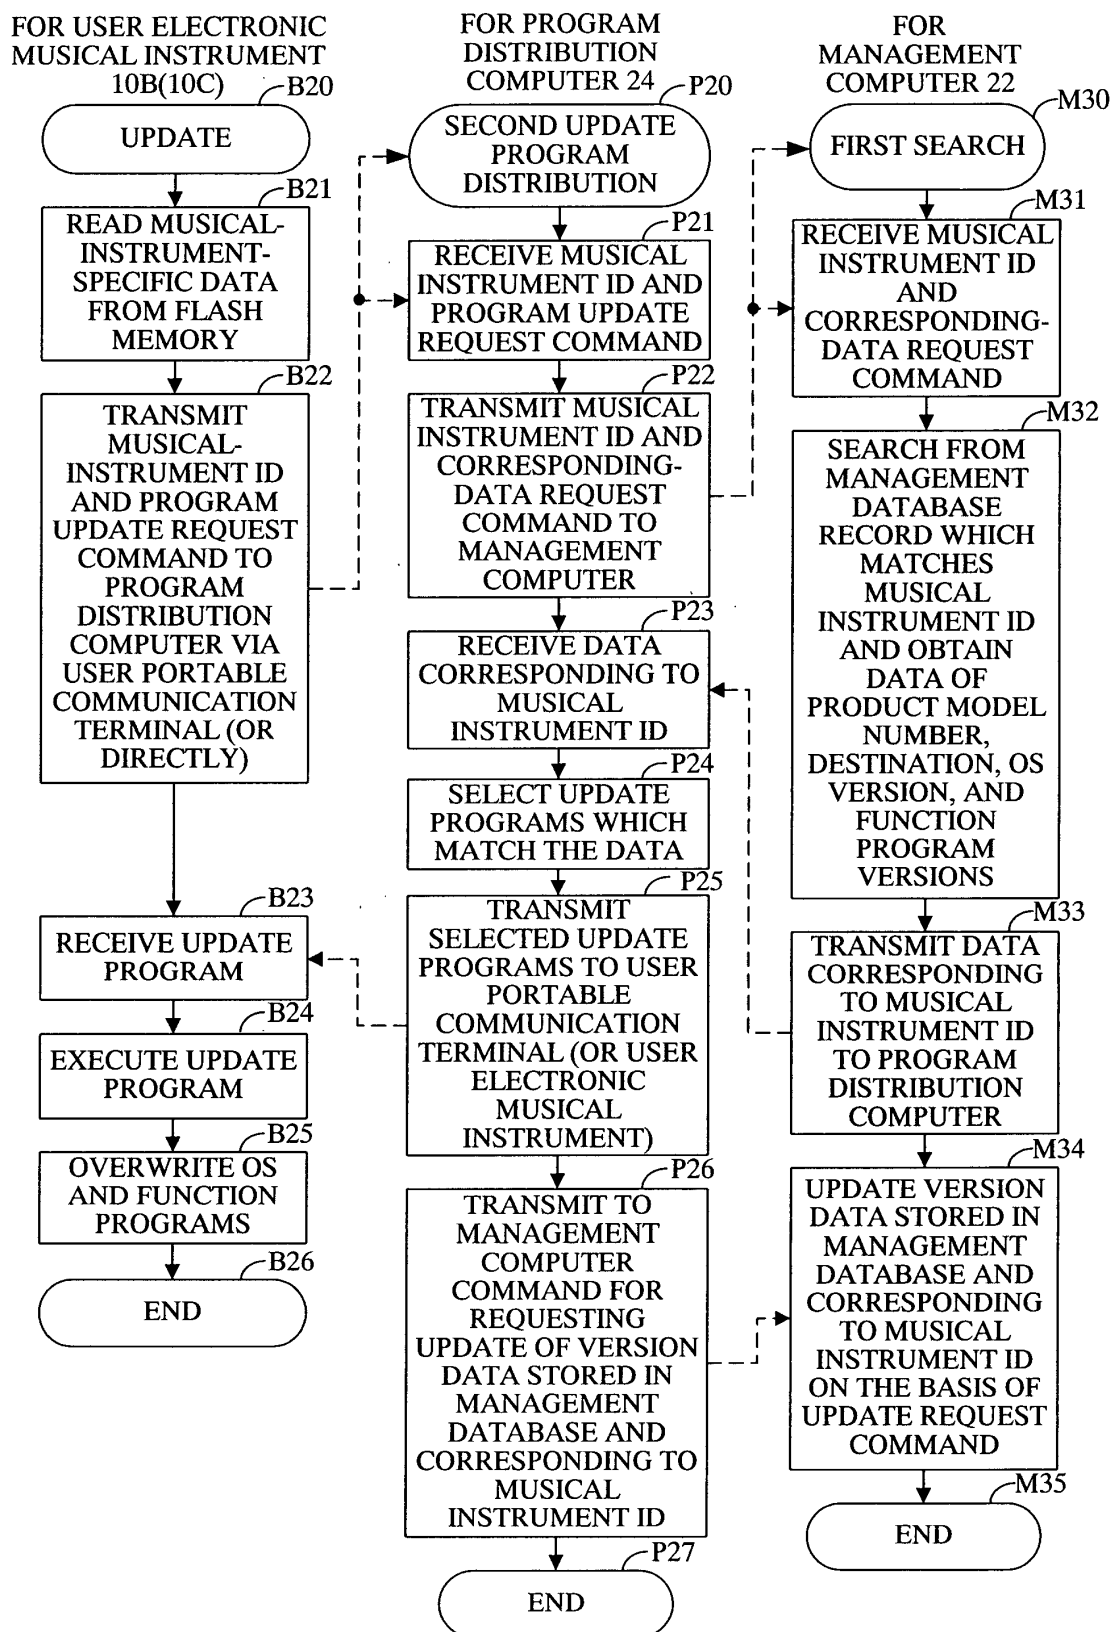 FOR USER ELECTRONIC
MUSICAL INSTRUMENT
10B(10C)
B20
UPDATE
B21
READ MUSICAL-
INSTRUMENT-
SPECIFIC DATA
FROM FLASH
MEMORY
B22
TRANSMIT
MUSICAL-
INSTRUMENT ID
AND PROGRAM
UPDATE REQUEST
COMMAND TO
PROGRAM
DISTRIBUTION
COMPUTER VIA
USER PORTABLE
COMMUNICATION
TERMINAL (OR
DIRECTLY)
B23
RECEIVE UPDATE
PROGRAM
B24
EXECUTE UPDATE
PROGRAM
B25
OVERWRITE OS
AND FUNCTION
PROGRAMS
B26
END
FOR PROGRAM
DISTRIBUTION
COMPUTER 24
P20
SECOND UPDATE
PROGRAM
DISTRIBUTION
P21
RECEIVE MUSICAL
INSTRUMENT ID AND
PROGRAM UPDATE
REQUEST COMMAND
P22
TRANSMIT MUSICAL
INSTRUMENT ID AND
CORRESPONDING-
DATA REQUEST
COMMAND TO
MANAGEMENT
COMPUTER
P23
RECEIVE DATA
CORRESPONDING TO
MUSICAL
INSTRUMENT ID
P24
SELECT UPDATE
PROGRAMS WHICH
MATCH THE DATA
P25
TRANSMIT
SELECTED UPDATE
PROGRAMS TO USER
PORTABLE
COMMUNICATION
TERMINAL (OR USER
ELECTRONIC
MUSICAL
INSTRUMENT)
P26
TRANSMIT TO
MANAGEMENT
COMPUTER
COMMAND FOR
REQUESTING
UPDATE OF VERSION
DATA STORED IN
MANAGEMENT
DATABASE AND
CORRESPONDING TO
MUSICAL
INSTRUMENT ID
P27
END
FOR
MANAGEMENT
COMPUTER 22
M30
FIRST SEARCH
M31
RECEIVE MUSICAL
INSTRUMENT ID
AND
CORRESPONDING-
DATA REQUEST
COMMAND
M32
SEARCH FROM
MANAGEMENT
DATABASE
RECORD WHICH
MATCHES
MUSICAL
INSTRUMENT ID
AND OBTAIN
DATA OF
PRODUCT MODEL
NUMBER,
DESTINATION, OS
VERSION, AND
FUNCTION
PROGRAM
VERSIONS
M33
TRANSMIT DATA
CORRESPONDING
TO MUSICAL
INSTRUMENT ID
TO PROGRAM
DISTRIBUTION
COMPUTER
M34
UPDATE VERSION
DATA STORED IN
MANAGEMENT
DATABASE AND
CORRESPONDING
TO MUSICAL
INSTRUMENT ID
ON THE BASIS OF
UPDATE REQUEST
COMMAND
M35
END